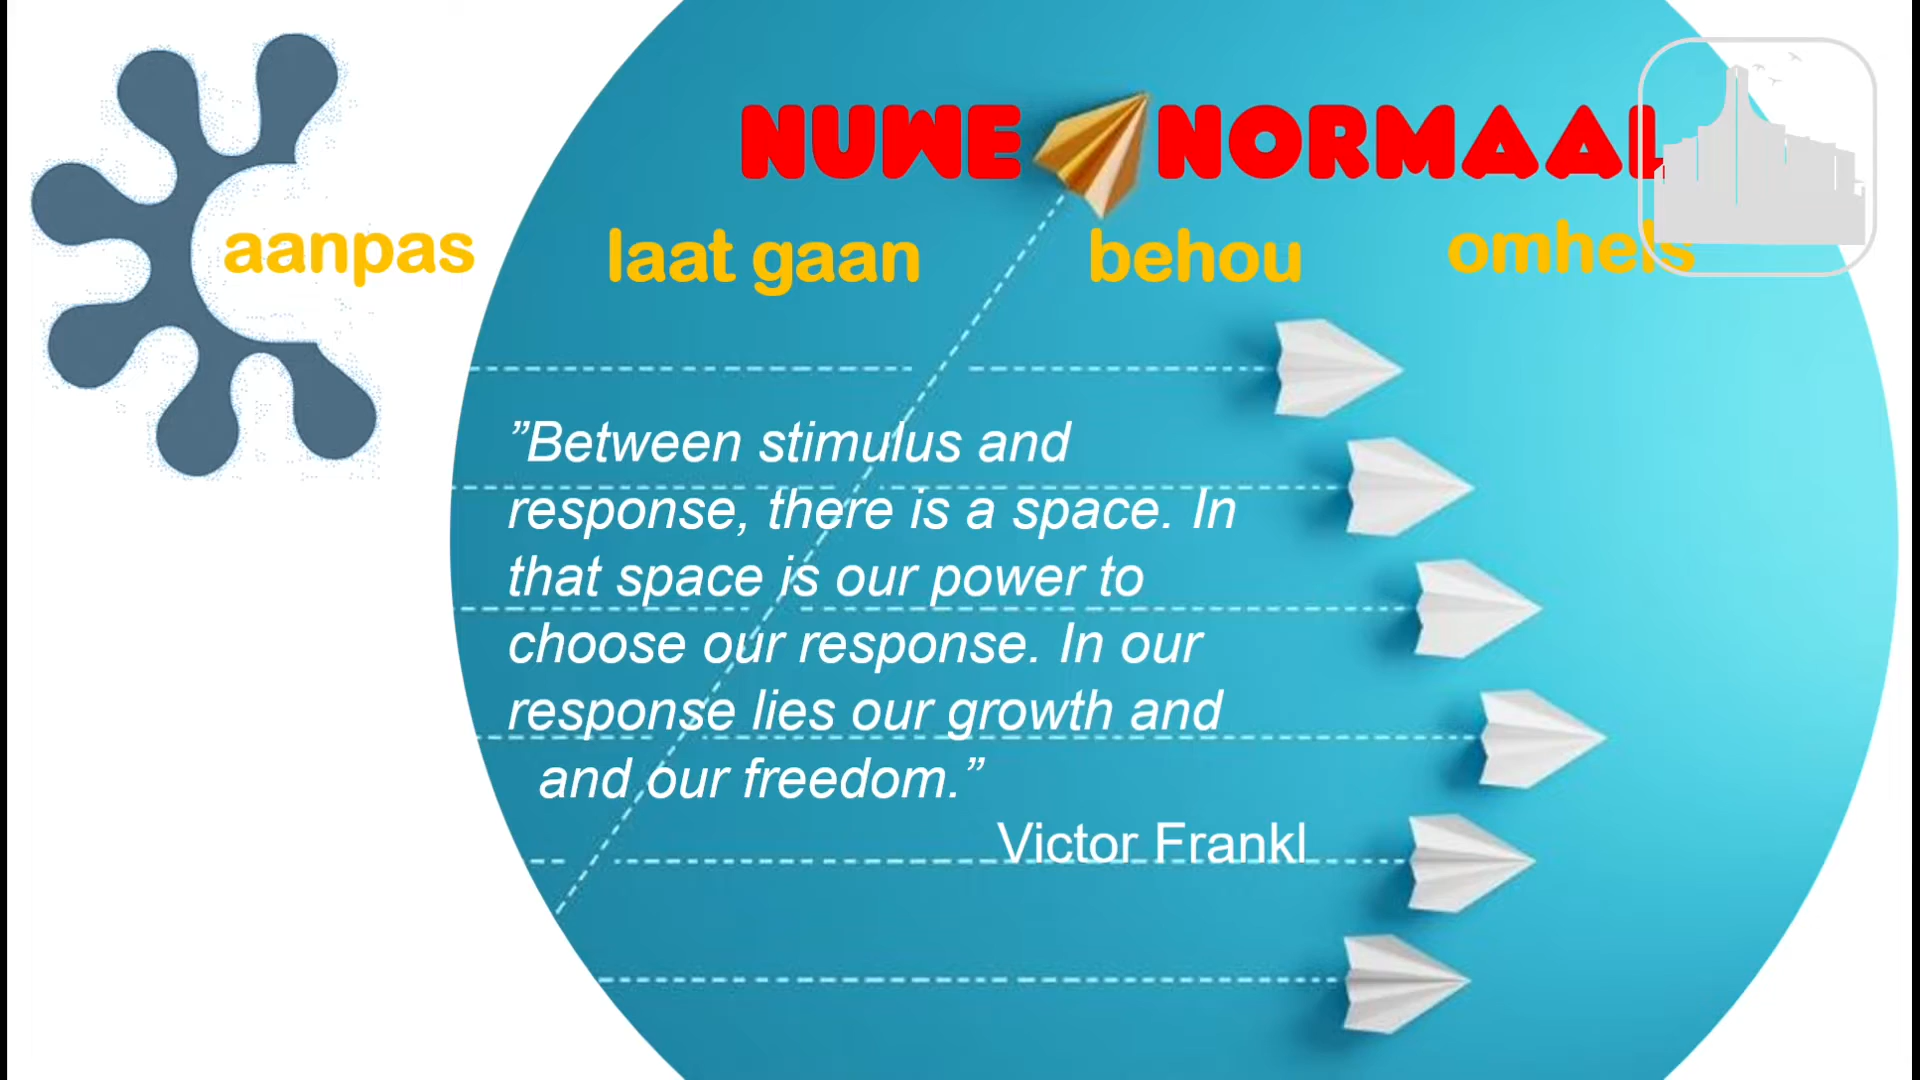 NUWE NORMAAL
aanpas laat gaan behou omhels
”Between stimulus and
response, there is a space. In
that space is our power to
choose our response. In our
response lies our growth and
and our freedom.”
Victor Frankl